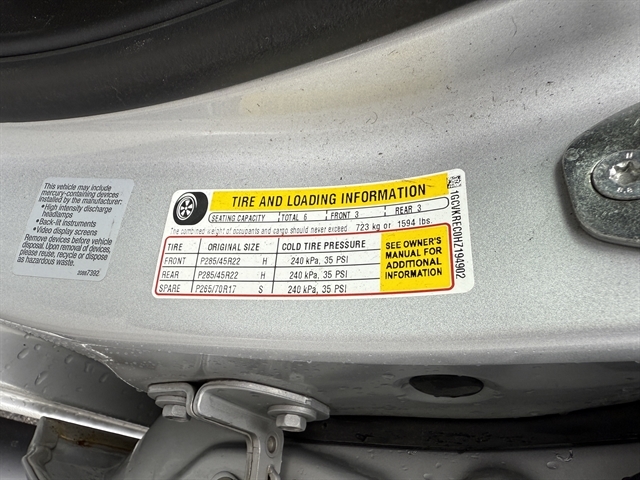 This vehicle may include
mercury-containing devices
installed by the manufacturer:
• High intensity discharge
headlamps
• Back-lit instruments
• Video display screens
Remove devices before vehicle
disposal. Upon removal of devices,
please reuse, recycle or dispose
as hazardous waste.
TIRE AND LOADING INFORMATION
SEATING CAPACITY TOTAL 6 FRONT 3 REAR 3
The combined weight of occupants and cargo should never exceed 723 kg or 1594 lbs.
TIRE ORIGINAL SIZE COLD TIRE PRESSURE
FRONT P285/45R22 H 240 kPa, 35 PSI
REAR P285/45R22 H 240 kPa, 35 PSI
SPARE P265/70R17 S 240 kPa, 35 PSI
SEE OWNER'S
MANUAL FOR
ADDITIONAL
INFORMATION
1GCVKREC0HZ194902